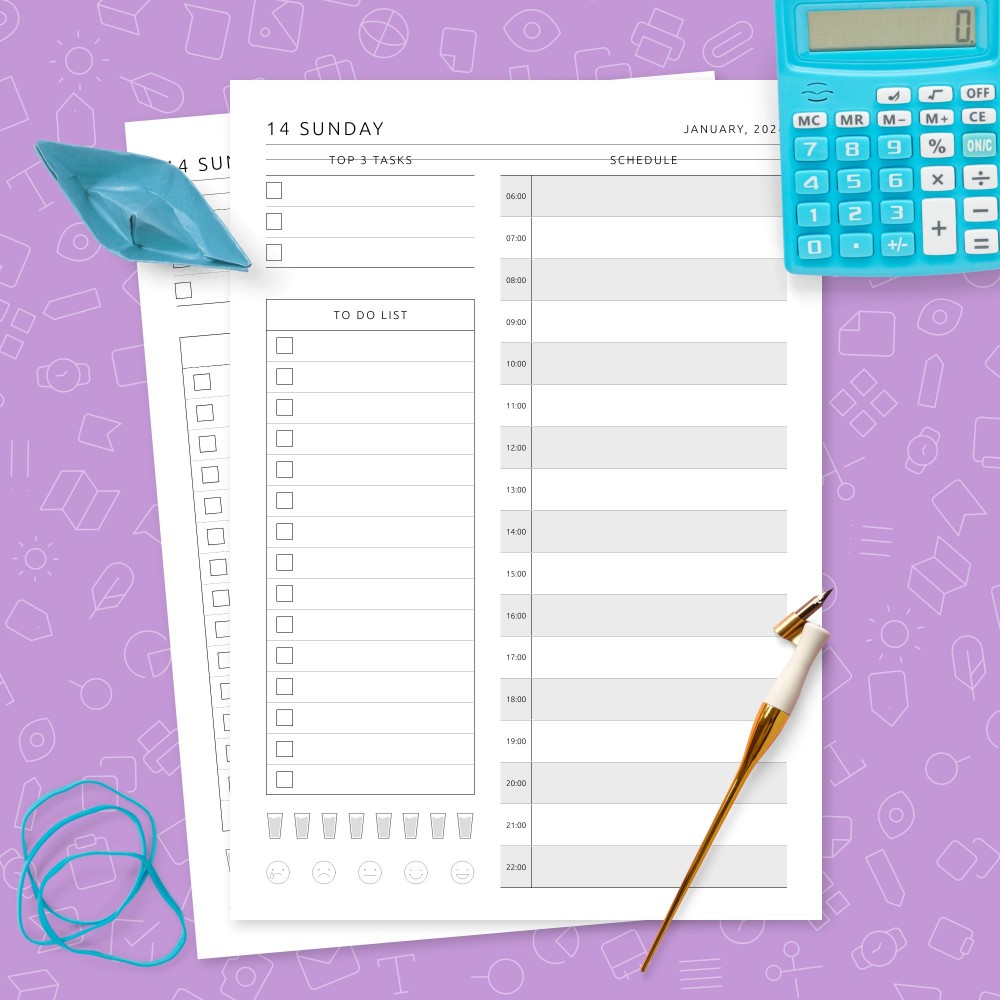 0.
OFF
MC MR M− M+ CE
7 8 9 % ON/C
4 5 6 × ÷
1 2 3 + −
0 · +/- =
14 SUNDAY
JANUARY, 202
TOP 3 TASKS
SCHEDULE
06:00
07:00
08:00
09:00
10:00
11:00
12:00
13:00
14:00
15:00
16:00
17:00
18:00
19:00
20:00
21:00
22:00
TO DO LIST
4 SUN